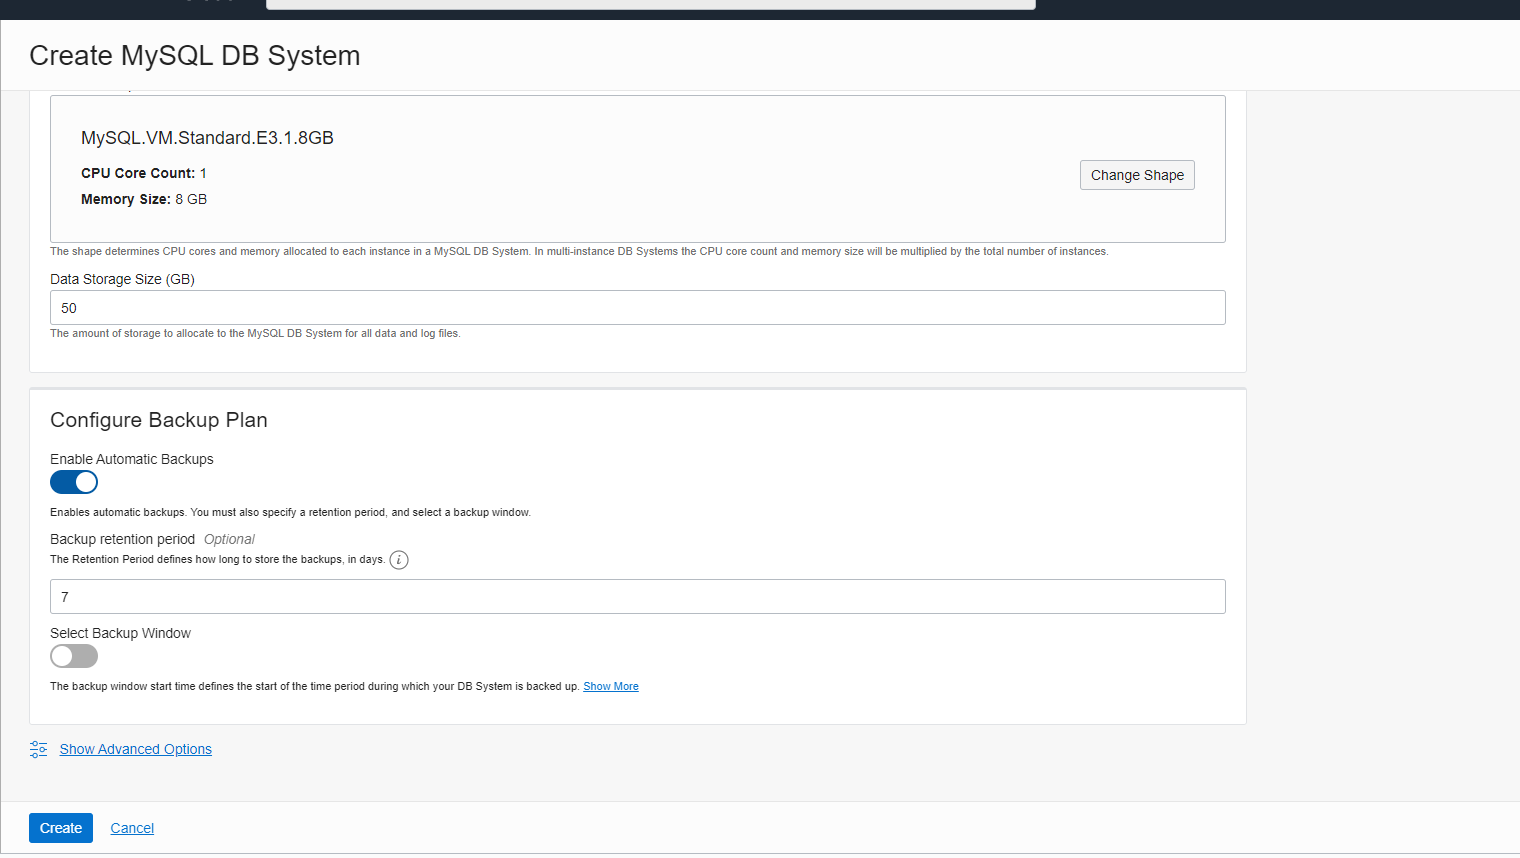 Create MySQL DB System
MySQL.VM.Standard.E3.1.8GB
CPU Core Count: 1
Memory Size: 8 GB
Change Shape
The shape determines CPU cores and memory allocated to each instance in a MySQL DB System. In multi-instance DB Systems the CPU core count and memory size will be multiplied by the total number of instances.
Data Storage Size (GB)
50
The amount of storage to allocate to the MySQL DB System for all data and log files.
Configure Backup Plan
Enable Automatic Backups
Enables automatic backups. You must also specify a retention period, and select a backup window.
Backup retention period Optional
The Retention Period defines how long to store the backups, in days. i
7
Select Backup Window
The backup window start time defines the start of the time period during which your DB System is backed up. Show More
Show Advanced Options
Create Cancel